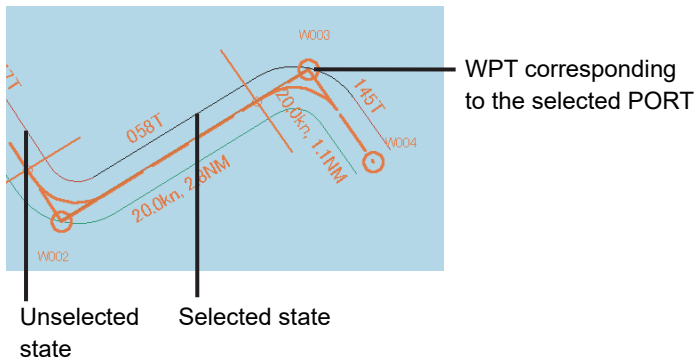 W003
WPT corresponding
to the selected PORT
7T
145T
058T
20.0kn, 1.1NM
W004
20.0kn, 2.8NM
W002
Unselected
state
Selected state